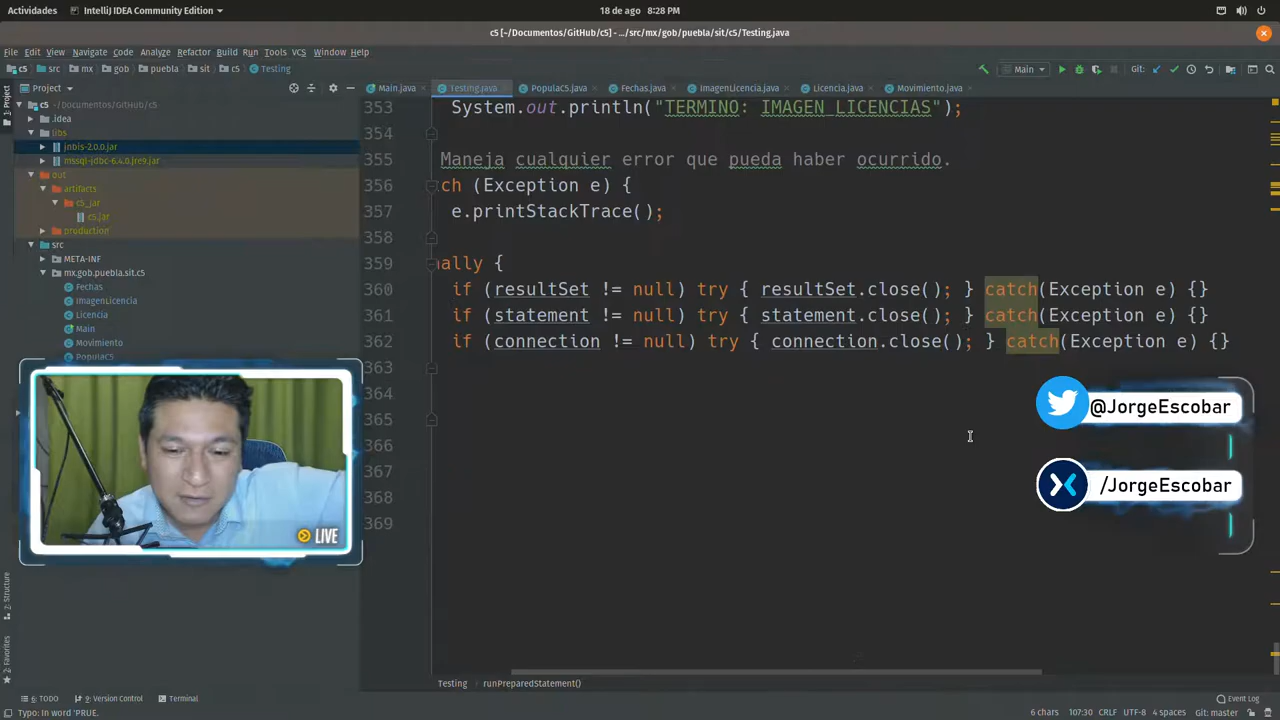 Actividades
IntelliJ IDEA Community Edition
18 de ago 8:28 PM
c5 [~/Documentos/GitHub/c5] - .../src/mx/gob/puebla/sit/c5/Testing.java
File Edit View Navigate Code Analyze Refactor Build Run Tools VCS Window Help
c5 src mx gob puebla sit c5 Testing
Main
Git:
Project
Main.java Testing.java PopulaC5.java Fechas.java ImagenLicencia.java Licencia.java Movimiento.java
1: Project
c5 ~/Documentos/GitHub/c5
.idea
libs
jnbis-2.0.0.jar
mssql-jdbc-6.4.0.jre9.jar
out
artifacts
c5_jar
c5.jar
production
src
META-INF
mx.gob.puebla.sit.c5
Fechas
ImagenLicencia
Licencia
Main
Movimiento
PopulaC5
353 System.out.println("TERMINO: IMAGEN LICENCIAS");
354
355 Maneja cualquier error que pueda haber ocurrido.
356 ch (Exception e) {
357 e.printStackTrace();
358
359 ally {
360 if (resultSet != null) try { resultSet.close(); } catch(Exception e) {}
361 if (statement != null) try { statement.close(); } catch(Exception e) {}
362 if (connection != null) try { connection.close(); } catch(Exception e) {}
363
364
365
366
367
368
369
LIVE
@JorgeEscobar
/JorgeEscobar
7: Structure
2: Favorites
Testing runPreparedStatement()
6: TODO 9: Version Control Terminal
Event Log
Typo: In word 'PRUE.
6 chars 107:30 CRLF UTF-8 4 spaces Git: master